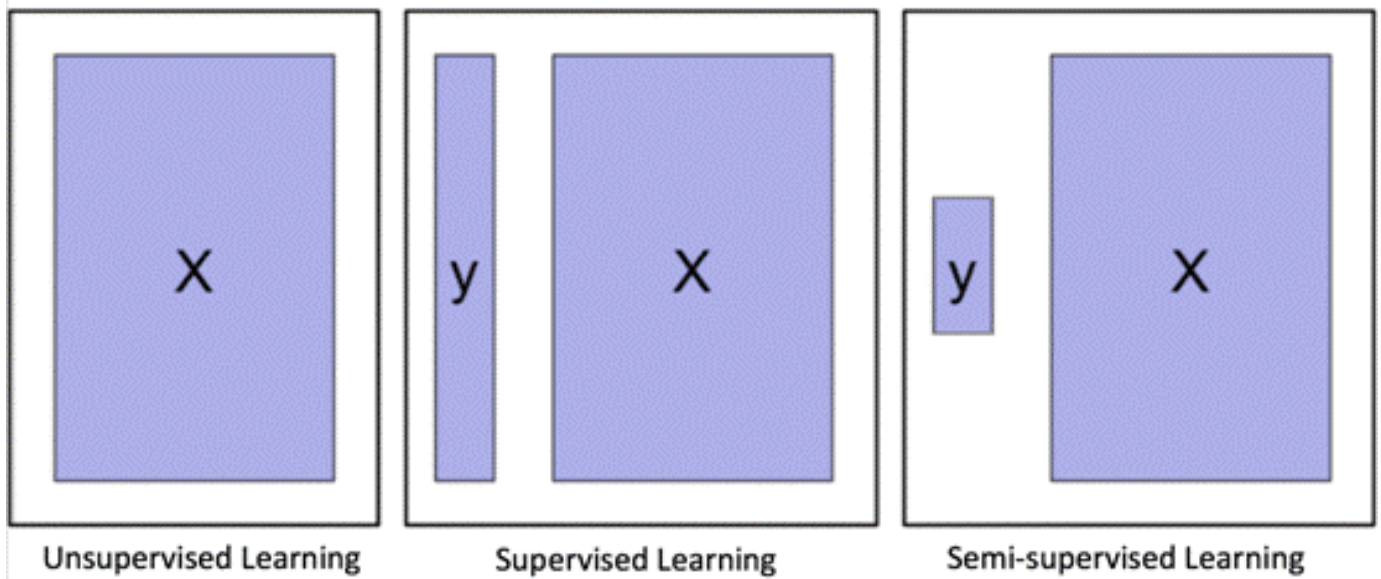 X
y
X
y
X
Unsupervised Learning
Supervised Learning
Semi-supervised Learning